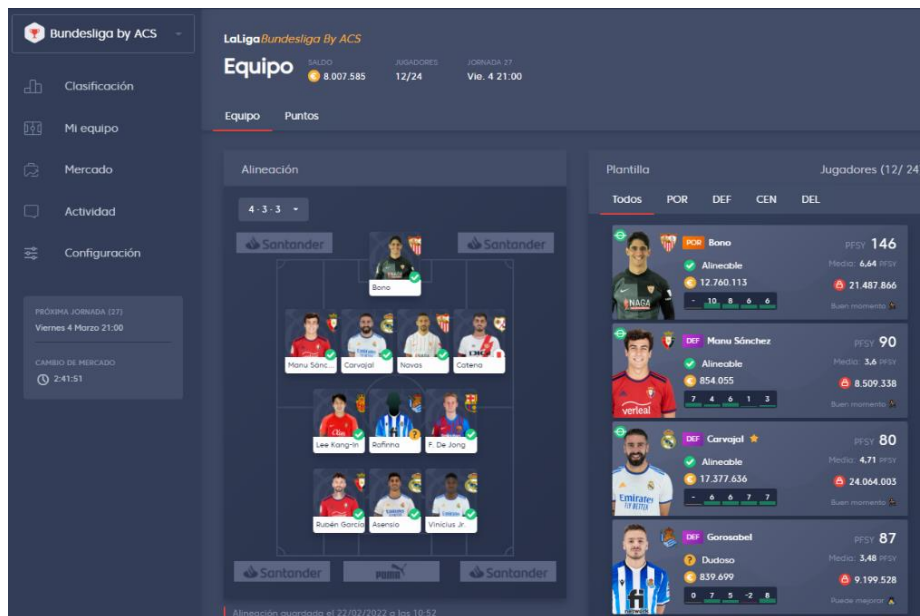 Bundesliga by ACS
Clasificación
Mi equipo
Mercado
Actividad
Configuración
PRÓXIMA JORNADA (27)
Viernes 4 Marzo 21:00
CAMBIO DE MERCADO
2:41:51
LaLiga Bundesliga By ACS
Equipo
SALDO
8.007.585
JUGADORES
12/24
JORNADA 27
Vie. 4 21:00
Equipo Puntos
Alineación
4 - 3 - 3
Santander Santander
Bono
Manu Sánc... Carvajal Navas Catena
Lee Kang-In Rafinha F. De Jong
Rubén García Asensio Vinícius Jr.
Santander PUMA Santander
Alineación guardada el 22/02/2022 a las 10:52
Plantilla Jugadores (12/ 24)
Todos POR DEF CEN DEL
POR Bono PFSY 146
Alineable Media: 6,64 PFSY
12.760.113 21.487.866
- 10 8 6 6 Buen momento
DEF Manu Sánchez PFSY 90
Alineable Media: 3,6 PFSY
854.055 8.509.338
7 4 6 1 3 Buen momento
verleal
DEF Carvajal PFSY 80
Alineable Media: 4,71 PFSY
17.377.636 24.064.003
- 6 6 7 7 Buen momento
Emirates
FLY BETTER
DEF Gorosabel PFSY 87
Dudoso Media: 3,48 PFSY
839.699 9.199.528
0 7 5 -2 8 Puede mejorar